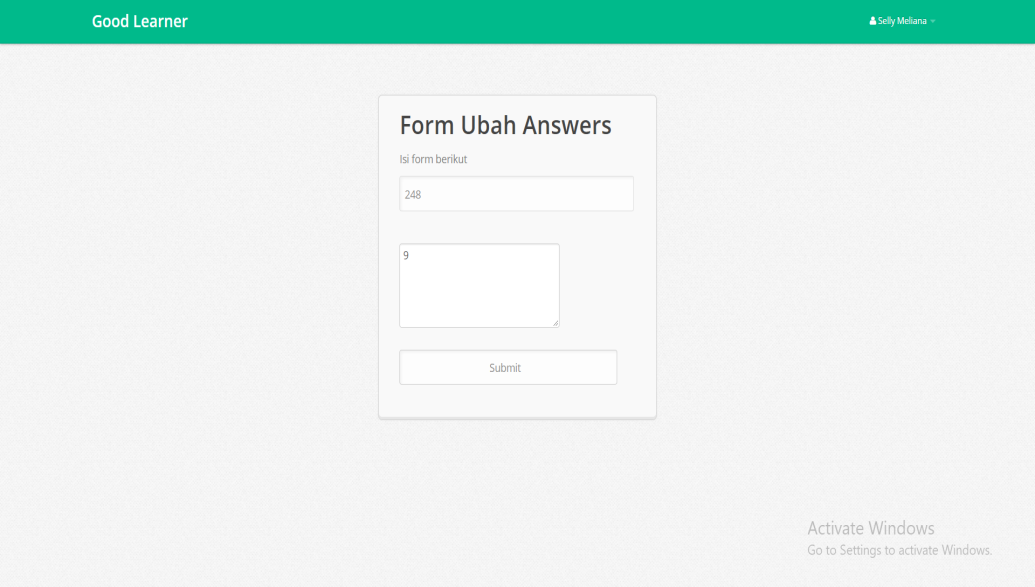 Good Learner
Selly Meliana
Form Ubah Answers
Isi form berikut
248
9
Submit
Activate Windows
Go to Settings to activate Windows.